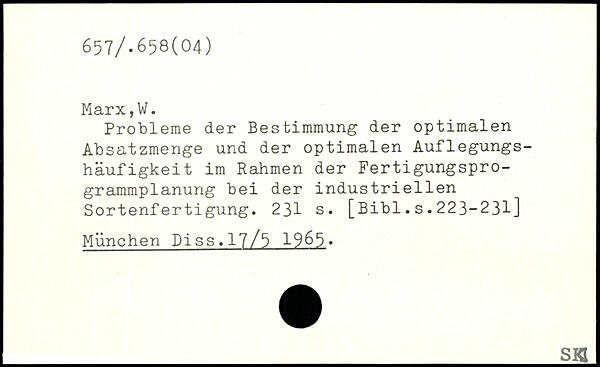 657/.658(04)
Marx,W.
Probleme der Bestimmung der optimalen
Absatzmenge und der optimalen Auflegungs-
häufigkeit im Rahmen der Fertigungspro-
grammplanung bei der industriellen
Sortenfertigung. 231 s. [Bibl.s.223-231]
München Diss.17/5 1965.